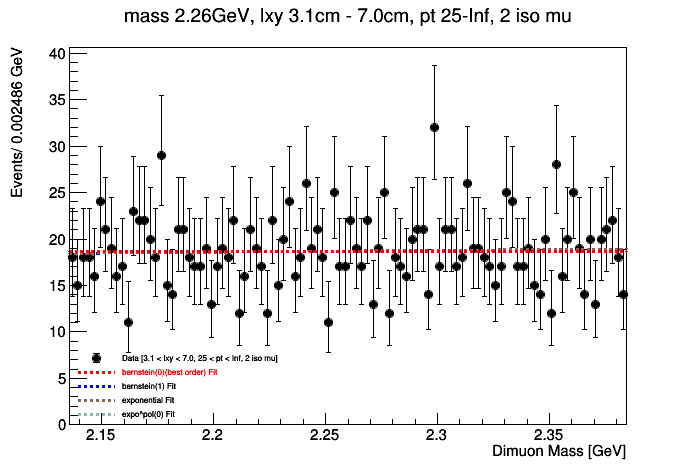 mass 2.26GeV, lxy 3.1cm - 7.0cm, pt 25-Inf, 2 iso mu
Events/ 0.002486 GeV
40
35
30
25
20
15
10
5
0
Data [3.1 < lxy < 7.0, 25 < pt < Inf, 2 iso mu]
bernstein(0)(best order) Fit
bernstein(1) Fit
exponential Fit
expo*pol(0) Fit
2.15 2.2 2.25 2.3 2.35
Dimuon Mass [GeV]